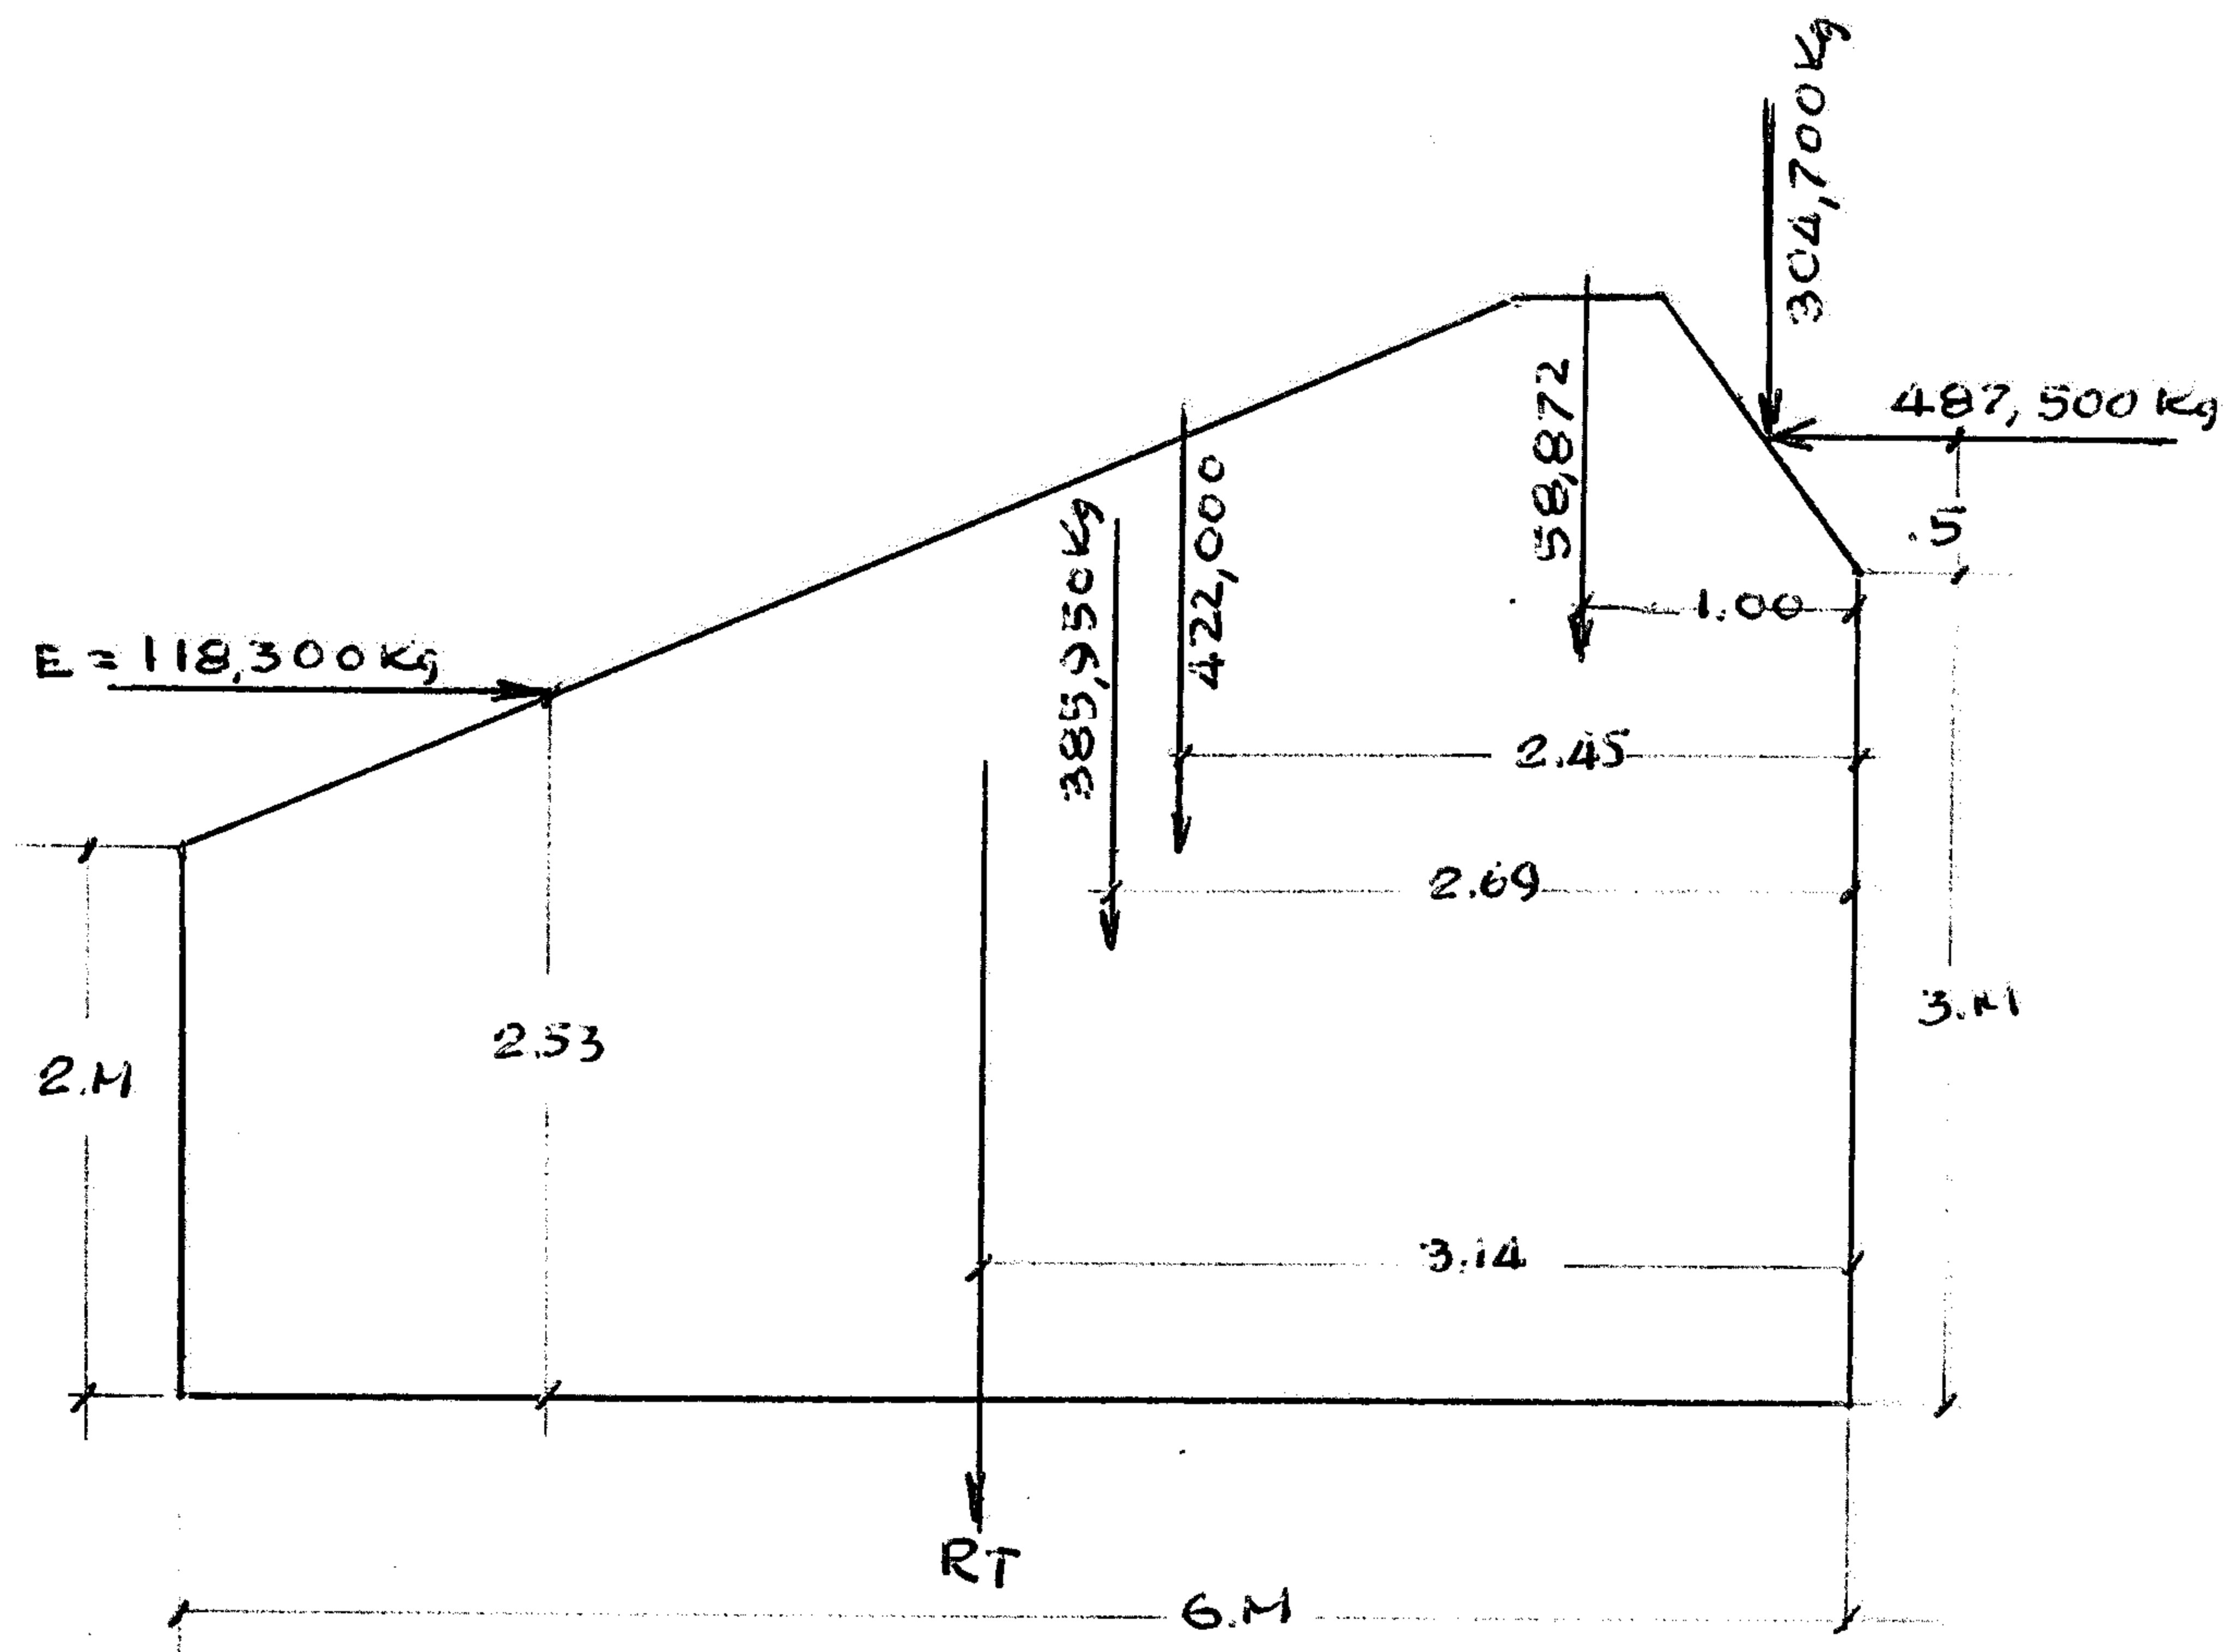 304,700 Kg
487,500 Kg
.5
58,872
1.00
422,000
385,950 Kg
E = 118,300 Kg
2.45
2.69
2.53
3.M
2.M
3.14
RT
6.M